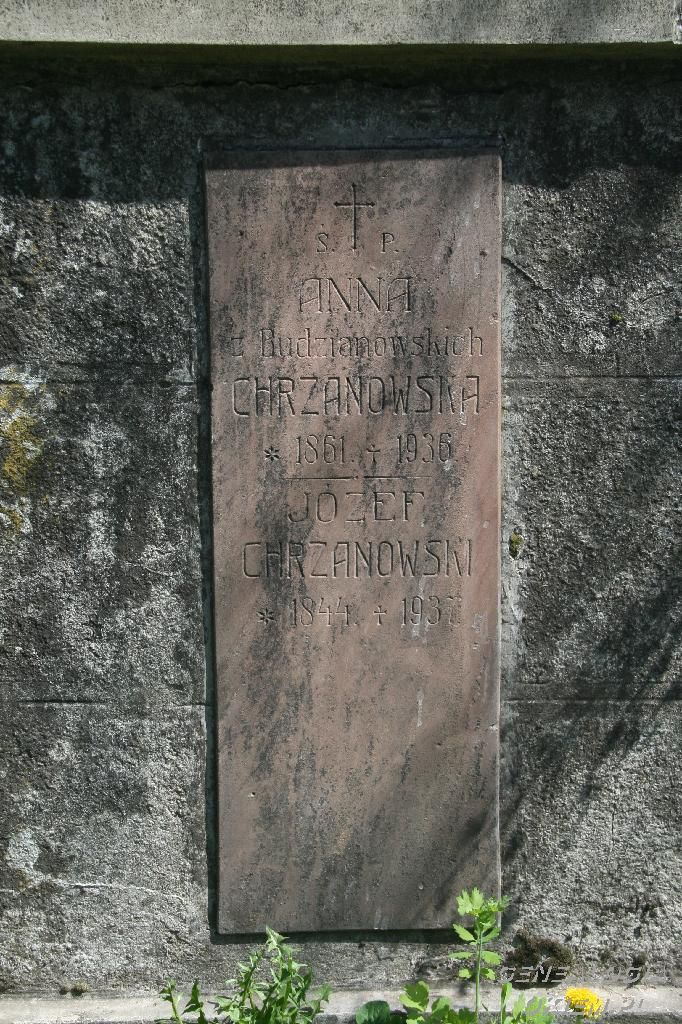 Ś. P.
ANNA
z Budzianowskich
CHRZANOWSKA
* 1861. + 1936
JÓZEF
CHRZANOWSKI
* 1844. + 1937.